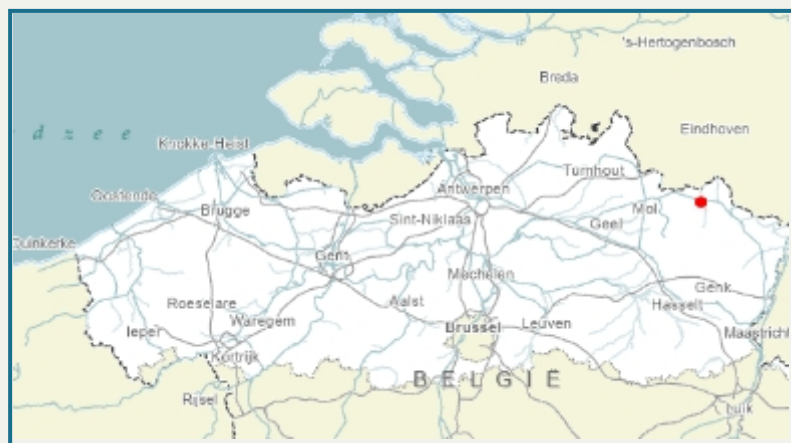 's-Hertogenbosch
Breda
Eindhoven
d z e e
Knokke-Heist
Turnhout
Antwerpen
Oostende
Brugge
Sint-Niklaas
Geel
Mol
Duinkerke
Gent
Mechelen
Genk
Roeselare
Aalst
Hasselt
Waregem
Ieper
Brussel
Leuven
Maastricht
Kortrijk
BELGIË
Rijsel
Luik